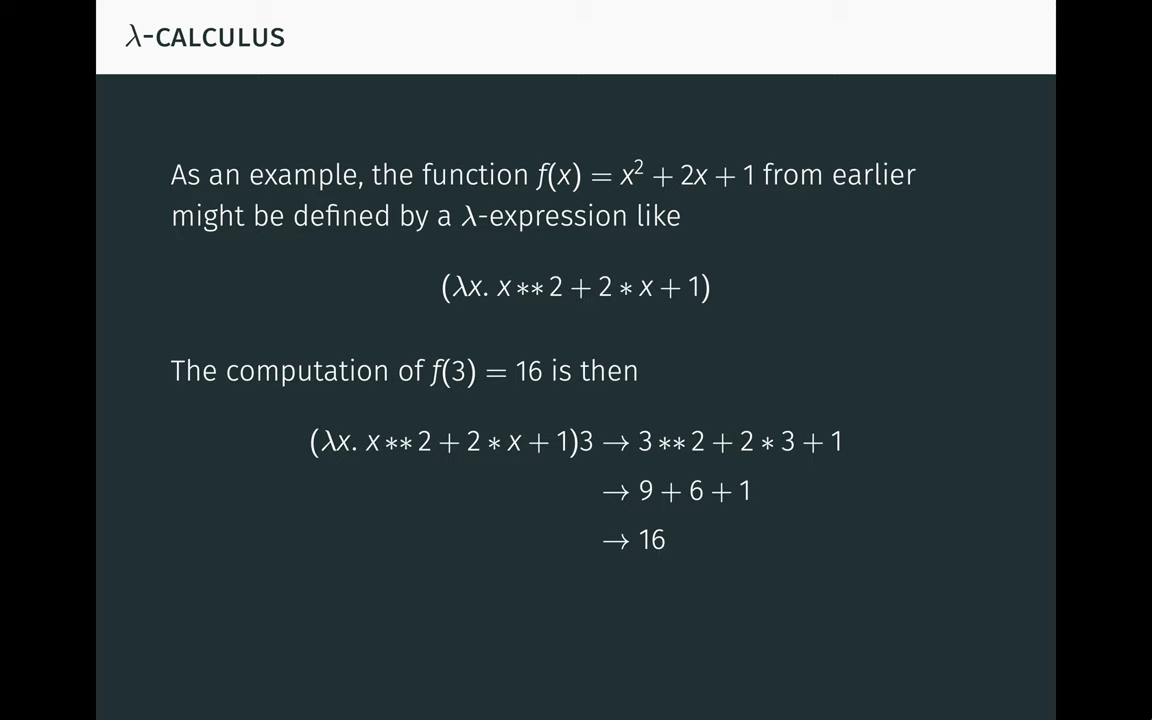 λ-CALCULUS
As an example, the function f(x) = x² + 2x + 1 from earlier
might be defined by a λ-expression like
(λx. x ** 2 + 2 * x + 1)
The computation of f(3) = 16 is then
(λx. x ** 2 + 2 * x + 1)3 → 3 ** 2 + 2 * 3 + 1
→ 9 + 6 + 1
→ 16